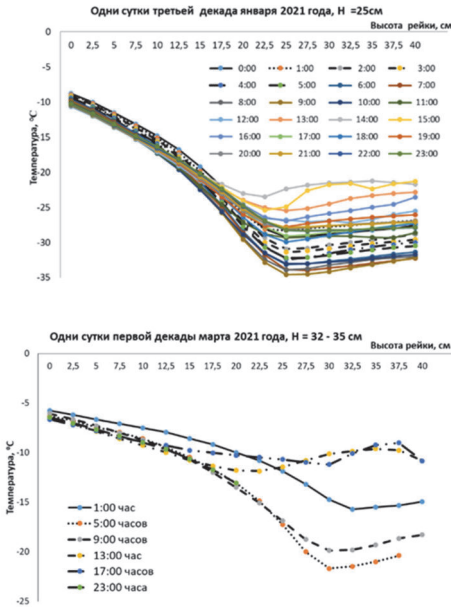 Одни сутки третьей декада января 2021 года, H =25см
Высота рейки, см
0 2,5 5 7,5 10 12,5 15 17,5 20 22,5 25 27,5 30 32,5 35 37,5 40
0
-5
-10
-15
-20
-25
-30
-35
Температура, °С
0:00 1:00 2:00 3:00
4:00 5:00 6:00 7:00
8:00 9:00 10:00 11:00
12:00 13:00 14:00 15:00
16:00 17:00 18:00 19:00
20:00 21:00 22:00 23:00
Одни сутки первой декады марта 2021 года, H = 32 - 35 см
Высота рейки, см
0 2,5 5 7,5 10 12,5 15 17,5 20 22,5 25 27,5 30 32,5 35 37,5 40
0
-5
-10
-15
-20
-25
Температура, °С
1:00 час
5:00 часов
9:00 часов
13:00 час
17:00 часов
23:00 часа